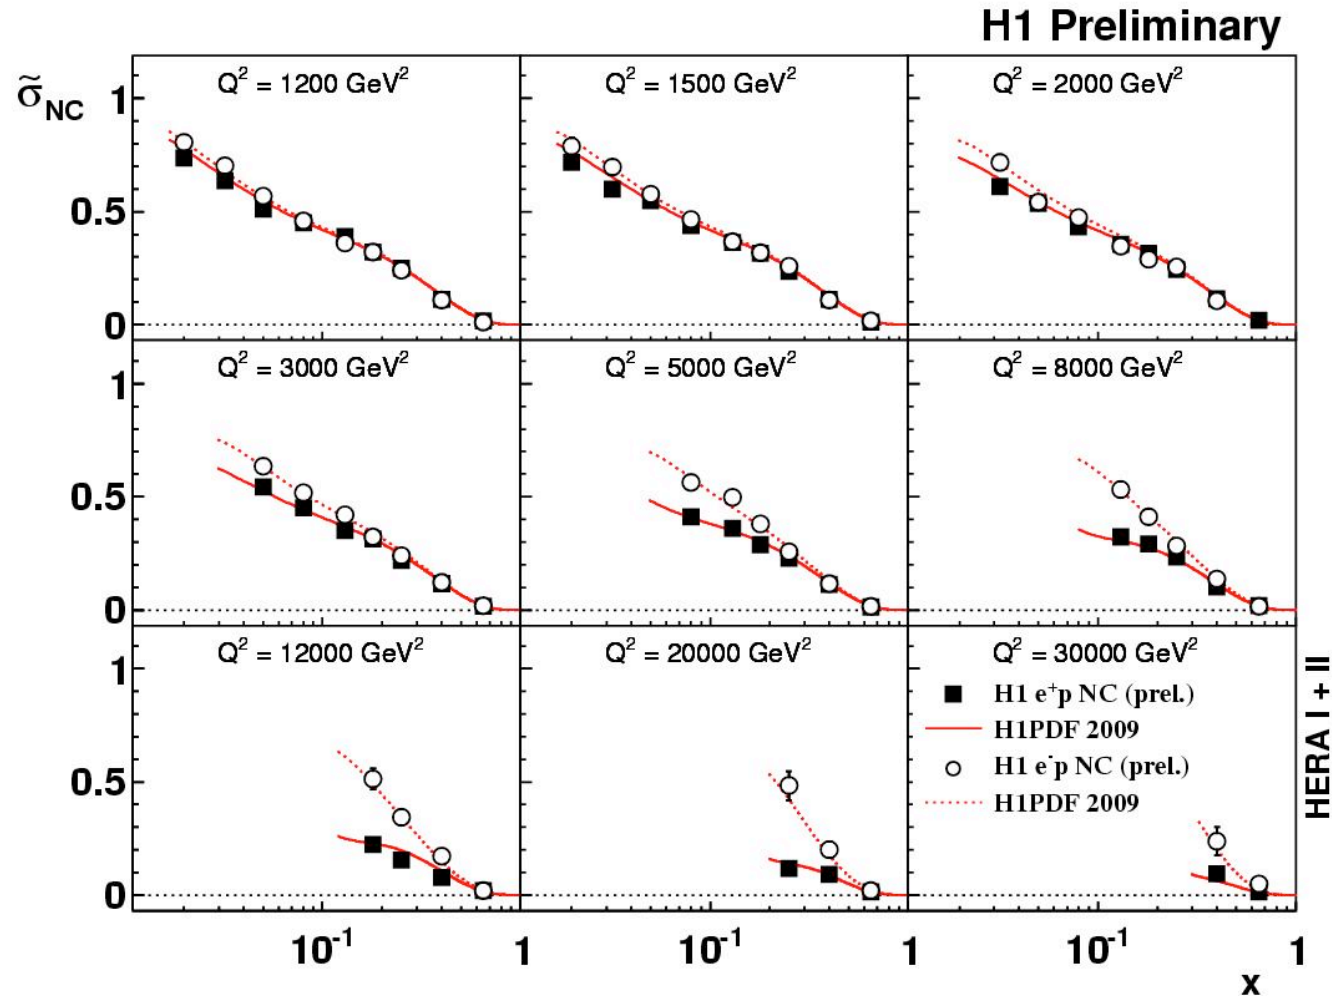 H1 Preliminary
σ̃NC
Q² = 1200 GeV²
Q² = 1500 GeV²
Q² = 2000 GeV²
1
0.5
0
Q² = 3000 GeV²
Q² = 5000 GeV²
Q² = 8000 GeV²
1
0.5
0
Q² = 12000 GeV²
Q² = 20000 GeV²
Q² = 30000 GeV²
1
0.5
0
H1 e⁺p NC (prel.)
H1PDF 2009
H1 e⁻p NC (prel.)
H1PDF 2009
HERA I + II
10⁻¹ 1
10⁻¹ 1
10⁻¹ 1
x